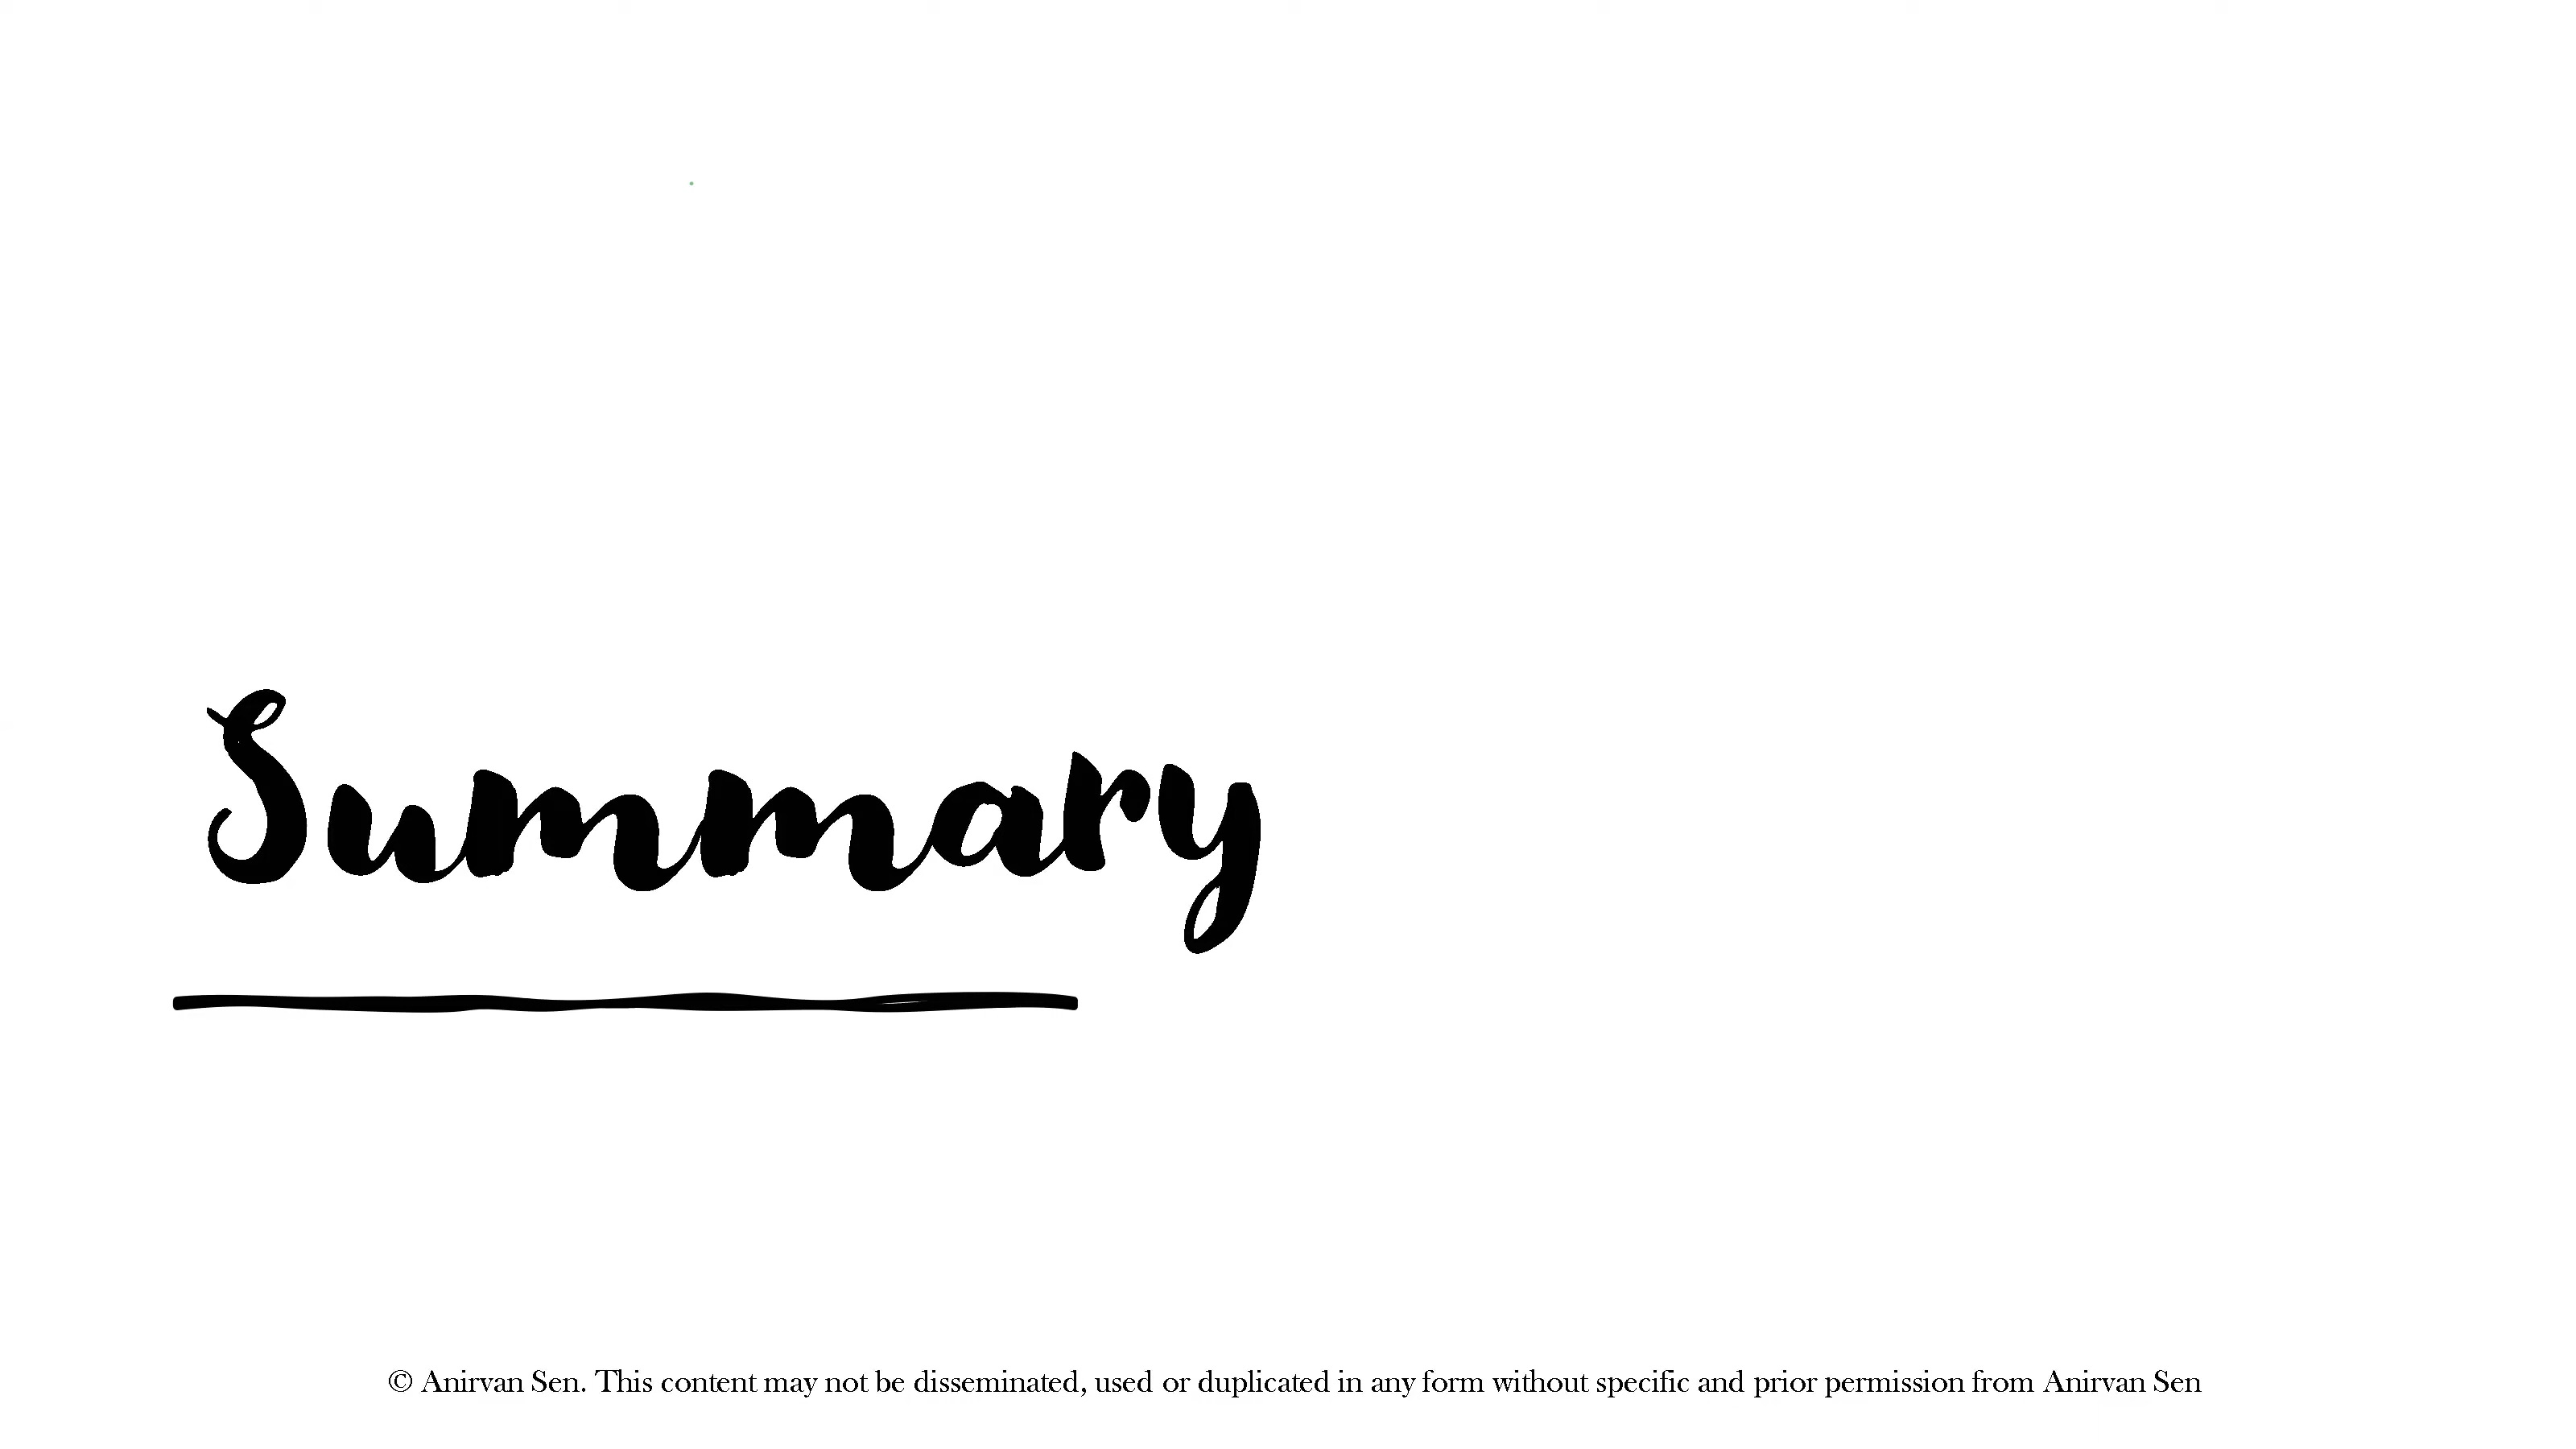 Summary
© Anirvan Sen. This content may not be disseminated, used or duplicated in any form without specific and prior permission from Anirvan Sen